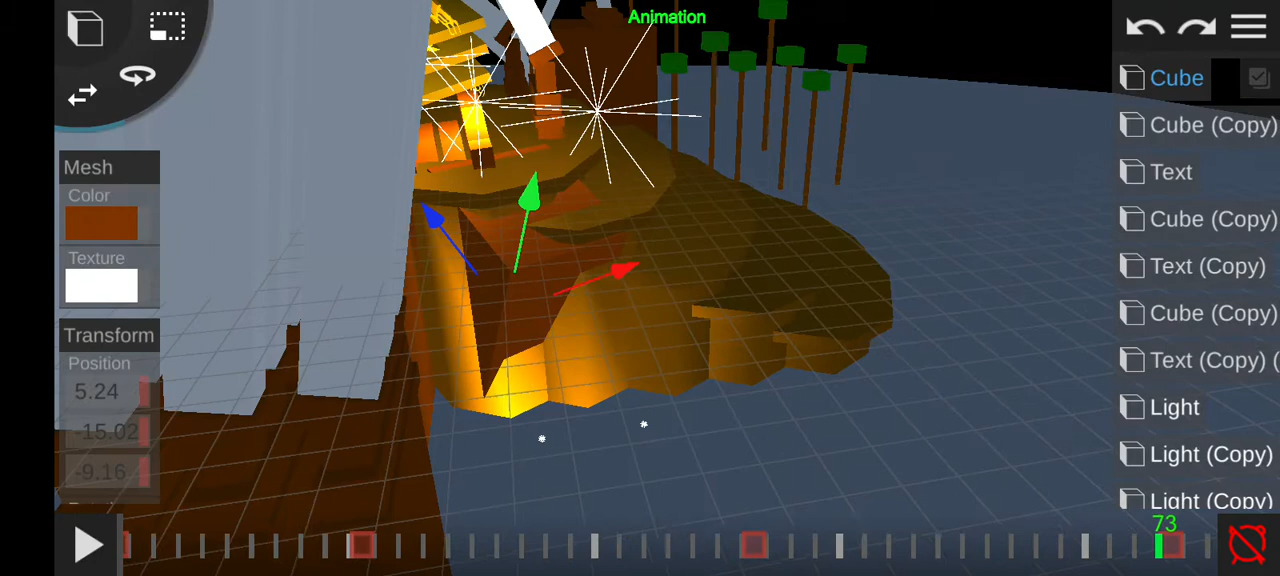 Animation
Mesh
Color
Texture
Transform
Position
5.24
-15.02
-9.16
Cube
Cube (Copy)
Text
Cube (Copy)
Text (Copy)
Cube (Copy)
Text (Copy) (
Light
Light (Copy)
Light (Copy)
73